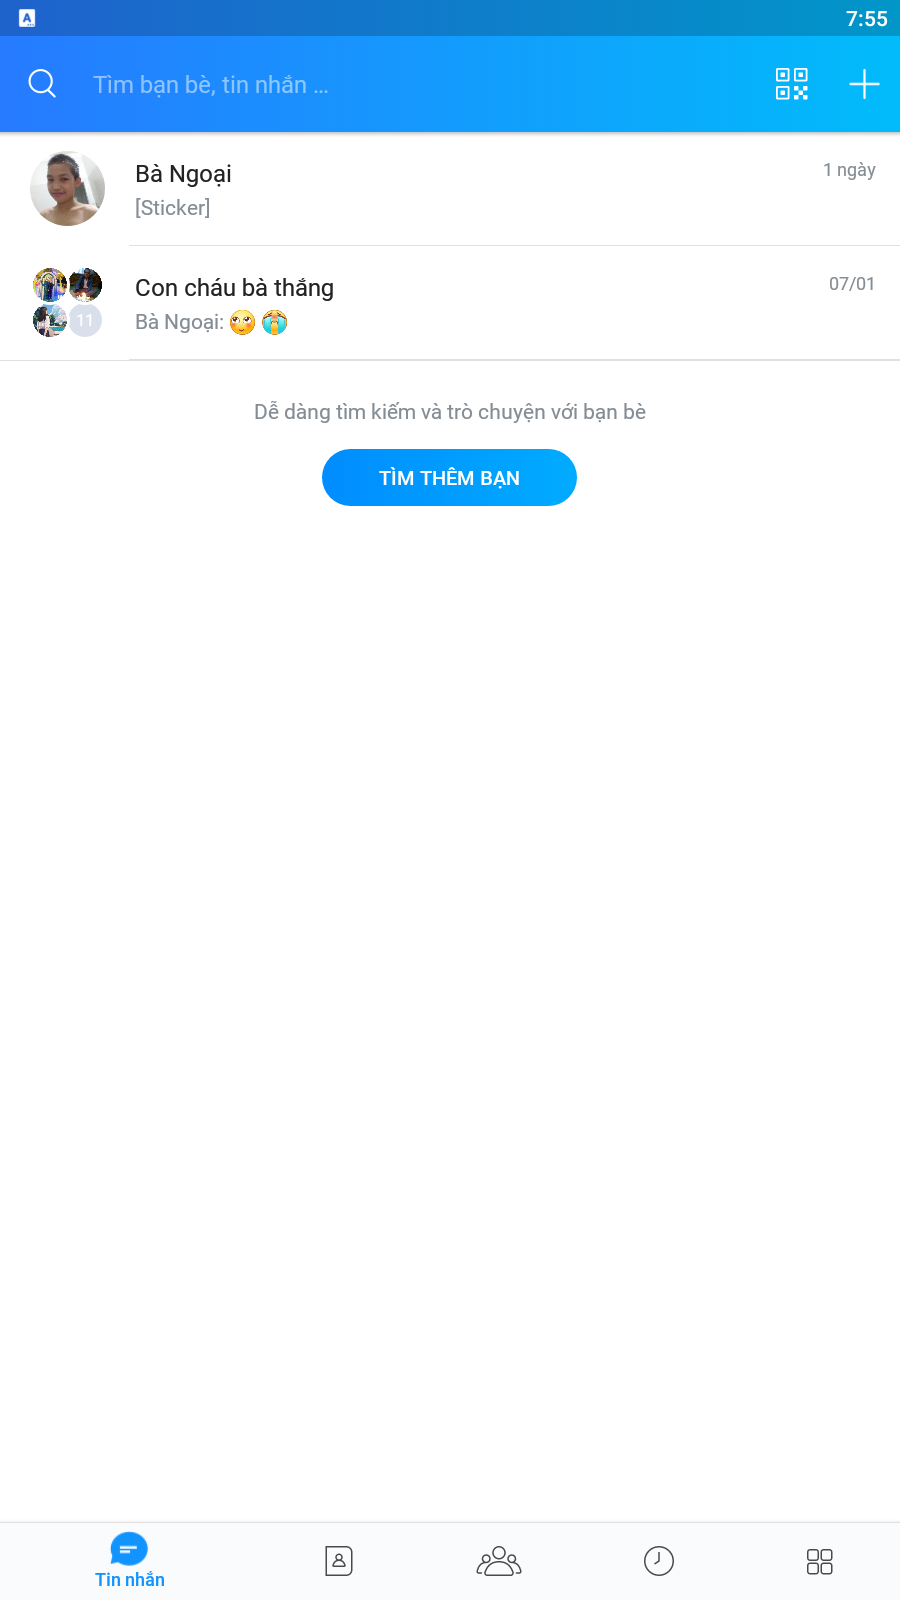 7:55
Tìm bạn bè, tin nhắn ...
Bà Ngoại
1 ngày
[Sticker]
Con cháu bà thắng
07/01
Bà Ngoại: 🙄 😭
11
Dễ dàng tìm kiếm và trò chuyện với bạn bè
TÌM THÊM BẠN
Tin nhắn